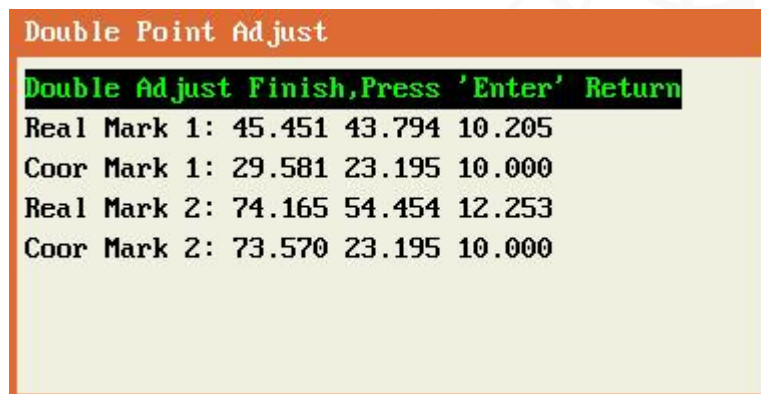 Double Point Adjust
Double Adjust Finish,Press 'Enter' Return
Real Mark 1: 45.451 43.794 10.205
Coor Mark 1: 29.581 23.195 10.000
Real Mark 2: 74.165 54.454 12.253
Coor Mark 2: 73.570 23.195 10.000